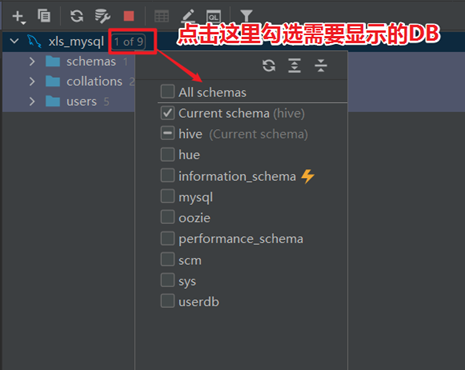 点击这里勾选需要显示的DB
xls_mysql 1 of 9
schemas 1
collations 2
users 5
All schemas
Current schema (hive)
hive (Current schema)
hue
information_schema
mysql
oozie
performance_schema
scm
sys
userdb